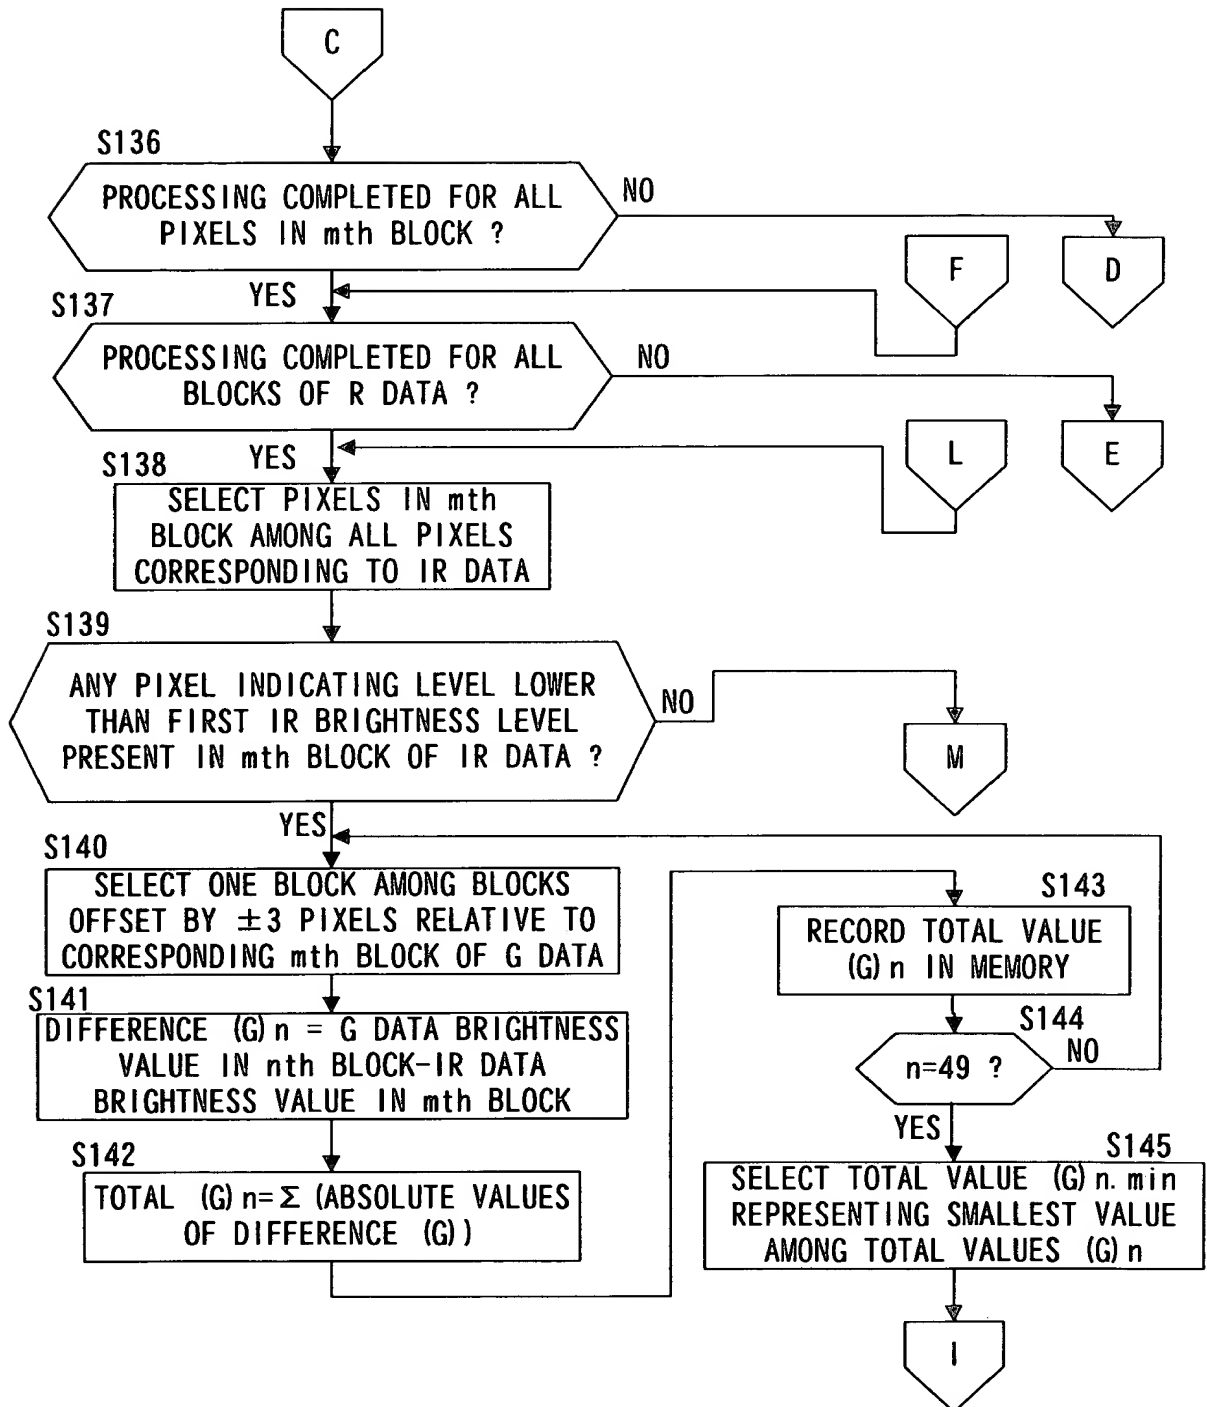 C
S136
PROCESSING COMPLETED FOR ALL
PIXELS IN mth BLOCK ?
NO
D
F
YES
S137
PROCESSING COMPLETED FOR ALL
BLOCKS OF R DATA ?
NO
E
L
YES
S138
SELECT PIXELS IN mth
BLOCK AMONG ALL PIXELS
CORRESPONDING TO IR DATA
S139
ANY PIXEL INDICATING LEVEL LOWER
THAN FIRST IR BRIGHTNESS LEVEL
PRESENT IN mth BLOCK OF IR DATA ?
NO
M
YES
S140
SELECT ONE BLOCK AMONG BLOCKS
OFFSET BY ±3 PIXELS RELATIVE TO
CORRESPONDING mth BLOCK OF G DATA
S141
DIFFERENCE (G)n = G DATA BRIGHTNESS
VALUE IN nth BLOCK-IR DATA
BRIGHTNESS VALUE IN mth BLOCK
S142
TOTAL (G)n=Σ (ABSOLUTE VALUES
OF DIFFERENCE (G))
S143
RECORD TOTAL VALUE
(G)n IN MEMORY
S144
n=49 ?
NO
YES
S145
SELECT TOTAL VALUE (G)n.min
REPRESENTING SMALLEST VALUE
AMONG TOTAL VALUES (G)n
I